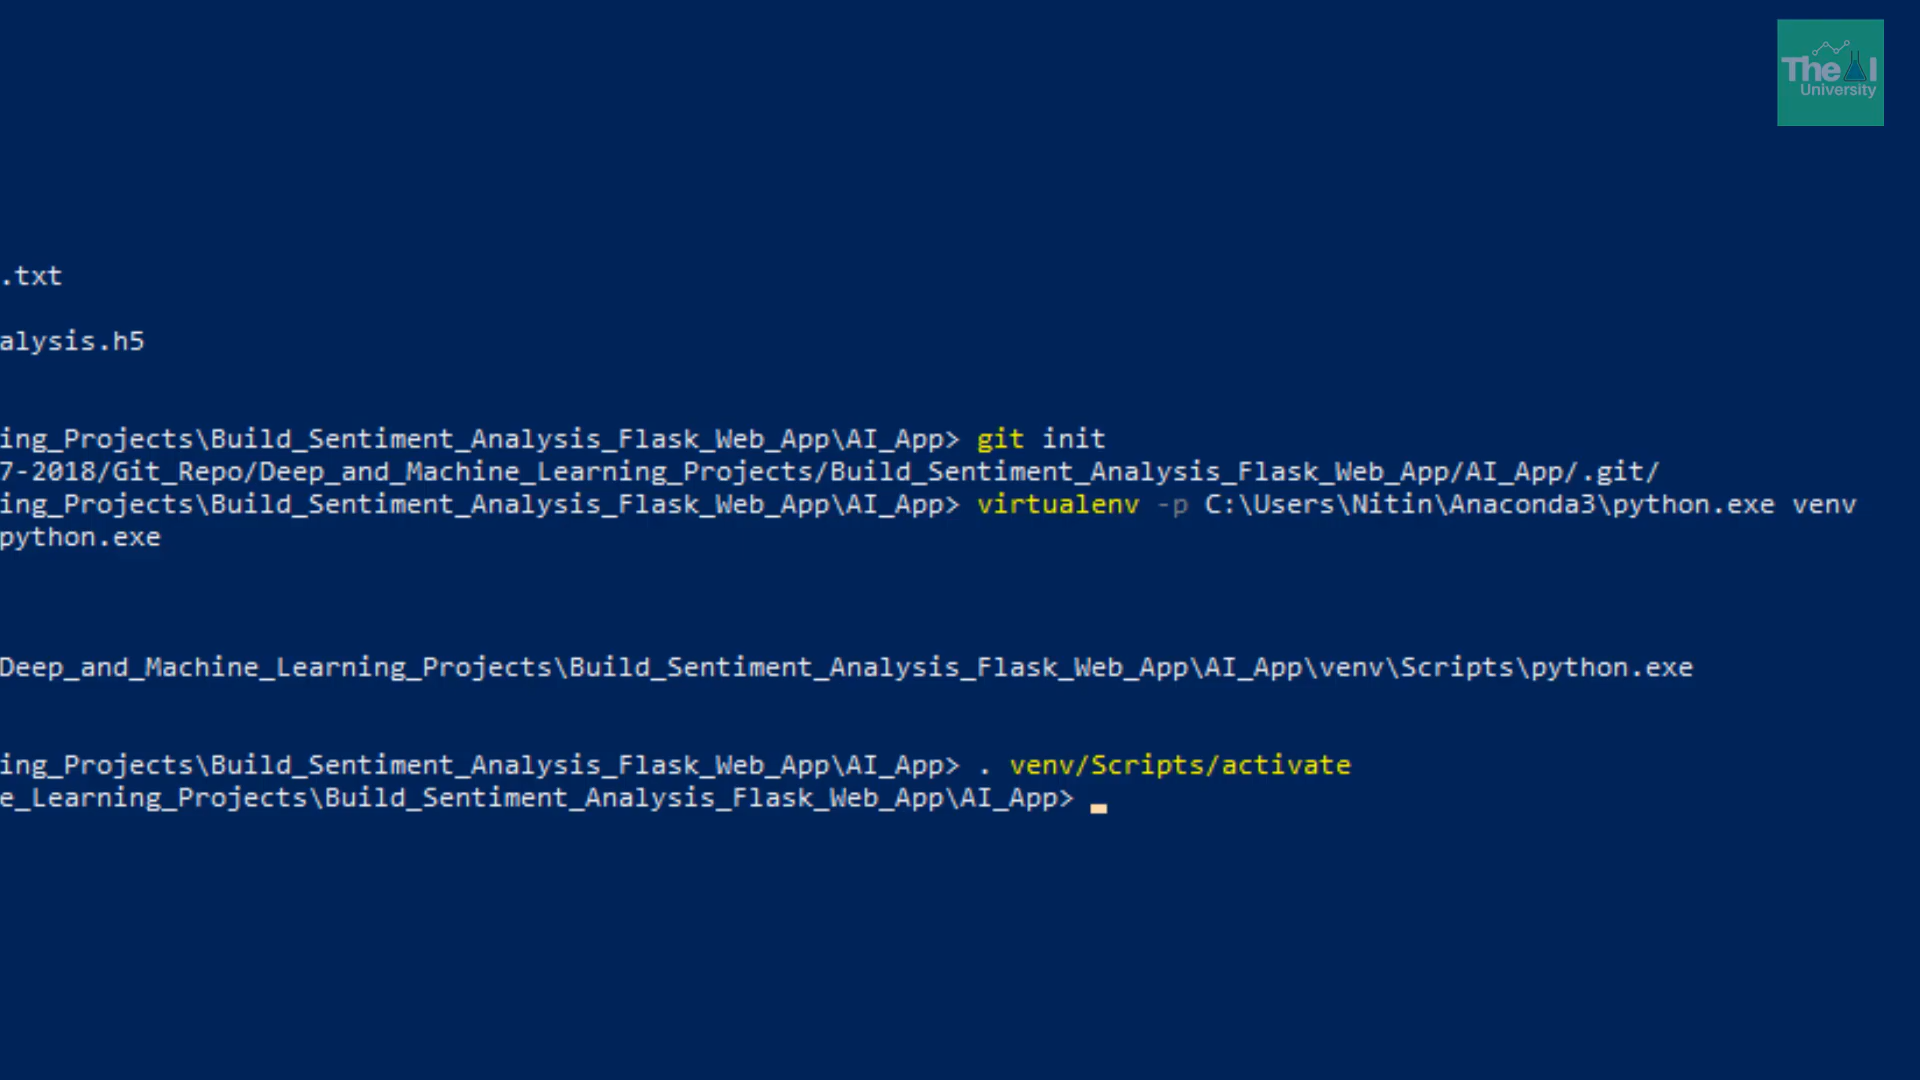 The AI
University
.txt
alysis.h5
ing_Projects\Build_Sentiment_Analysis_Flask_Web_App\AI_App> git init
7-2018/Git_Repo/Deep_and_Machine_Learning_Projects/Build_Sentiment_Analysis_Flask_Web_App/AI_App/.git/
ing_Projects\Build_Sentiment_Analysis_Flask_Web_App\AI_App> virtualenv -p C:\Users\Nitin\Anaconda3\python.exe venv
python.exe
Deep_and_Machine_Learning_Projects\Build_Sentiment_Analysis_Flask_Web_App\AI_App\venv\Scripts\python.exe
ing_Projects\Build_Sentiment_Analysis_Flask_Web_App\AI_App> . venv/Scripts/activate
e_Learning_Projects\Build_Sentiment_Analysis_Flask_Web_App\AI_App>